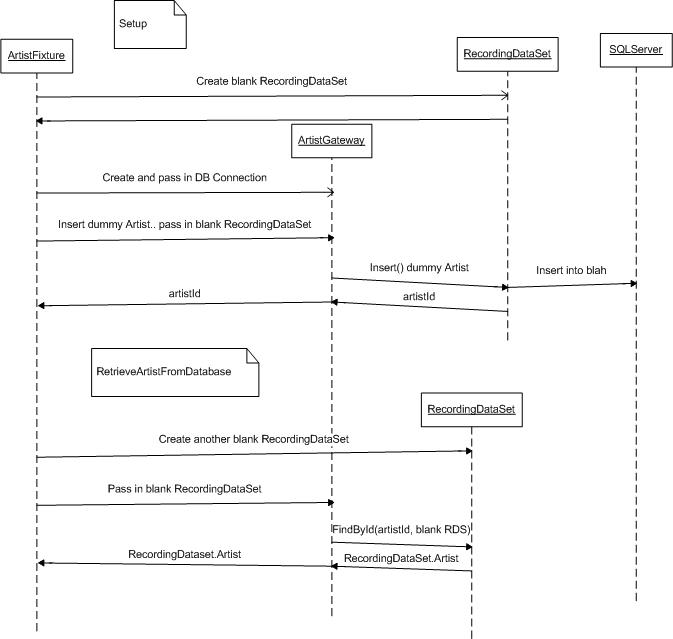 Setup
ArtistFixture
RecordingDataSet
SQLServer
Create blank RecordingDataSet
ArtistGateway
Create and pass in DB Connection
Insert dummy Artist.. pass in blank RecordingDataSet
Insert() dummy Artist
Insert into blah
artistId
artistId
RetrieveArtistFromDatabase
RecordingDataSet
Create another blank RecordingDataSet
Pass in blank RecordingDataSet
FindById(artistId, blank RDS)
RecordingDataset.Artist
RecordingDataSet.Artist